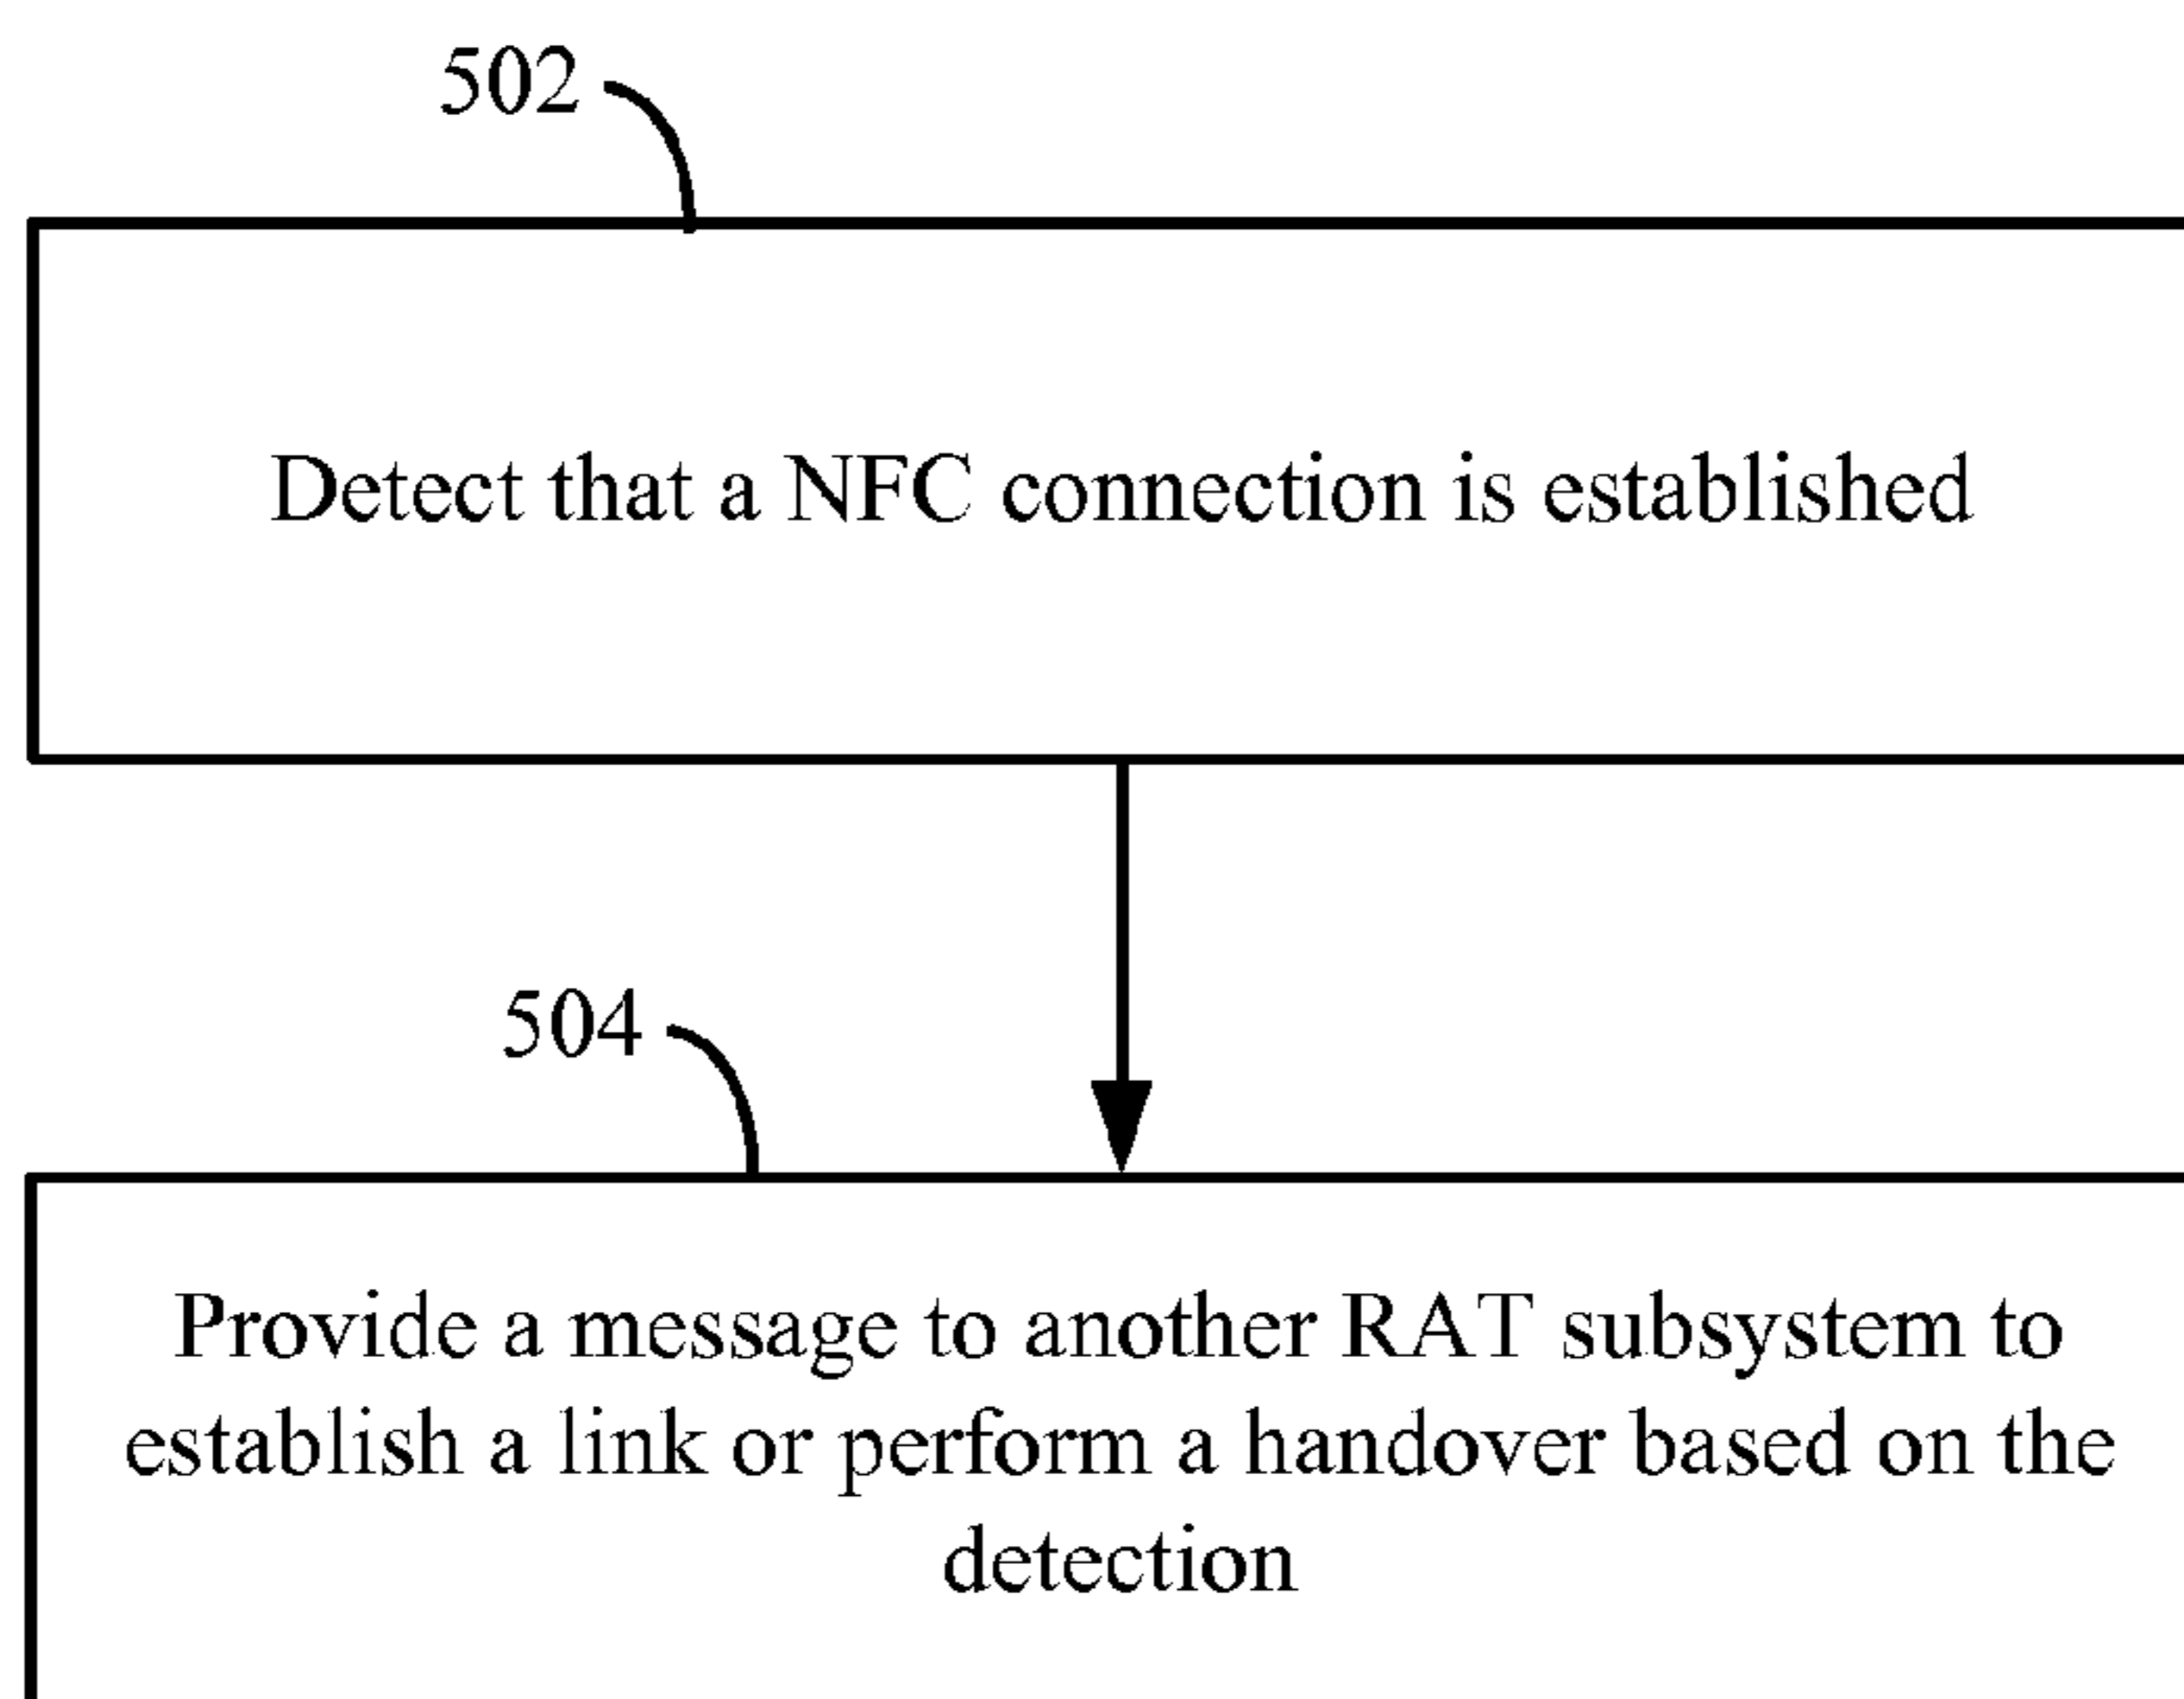 502
Detect that a NFC connection is established
504
Provide a message to another RAT subsystem to
establish a link or perform a handover based on the
detection